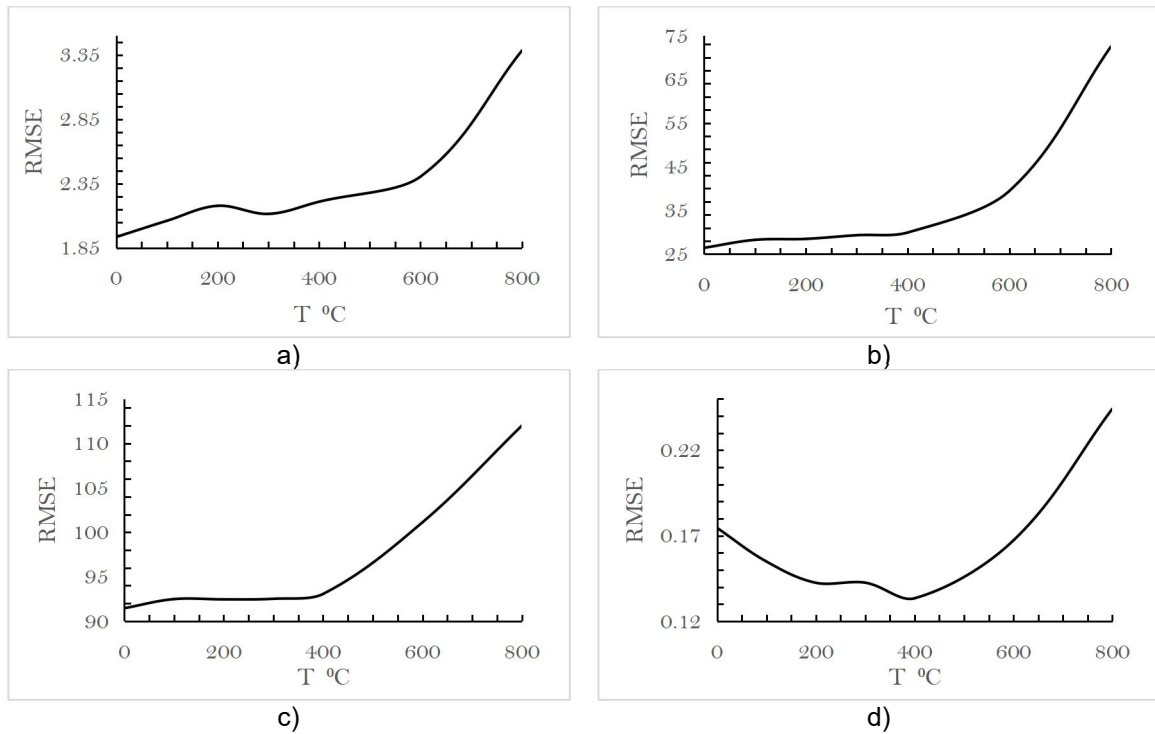 3.35
2.85
2.35
1.85
RMSE
0 200 400 600 800
T ⁰C
a)
75
65
55
45
35
25
RMSE
0 200 400 600 800
T ⁰C
b)
115
110
105
100
95
90
RMSE
0 200 400 600 800
T ⁰C
c)
0.22
0.17
0.12
RMSE
0 200 400 600 800
T ⁰C
d)